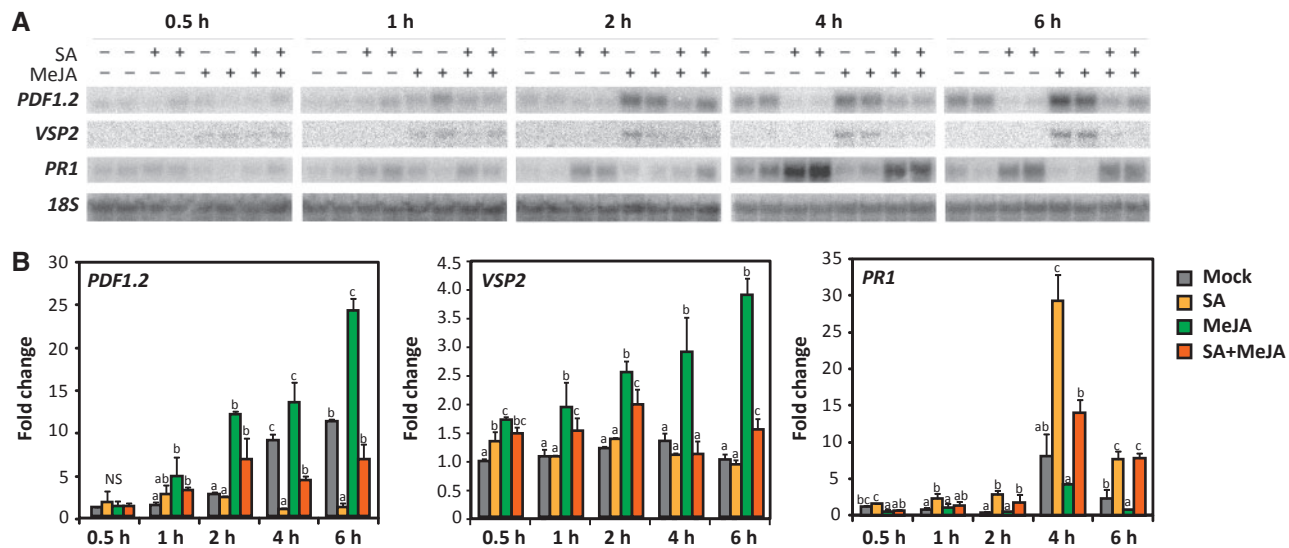 A
0.5 h 1 h 2 h 4 h 6 h
SA − − + + − − + + − − + + − − + + − − + + − − + + − − + + − − + + − − + + − − + +
MeJA − − − − + + + + − − − − + + + + − − − − + + + + − − − − + + + + − − − − + + + +
PDF1.2
VSP2
PR1
18S
B
PDF1.2
Fold change
30
25
20
15
10
5
0
NS
a ab b b
a a b b
c a c b
b a c b
0.5 h 1 h 2 h 4 h 6 h
VSP2
Fold change
4.5
4.0
3.5
3.0
2.5
2.0
1.5
1.0
0.5
0.0
a b c bc
a a b a
a a b c
a a b a
a a b a
0.5 h 1 h 2 h 4 h 6 h
PR1
Fold change
35
30
25
20
15
10
5
0
bc c a ab
a b a ab
a b a a
ab c a b
b c a c
0.5 h 1 h 2 h 4 h 6 h
Mock
SA
MeJA
SA+MeJA